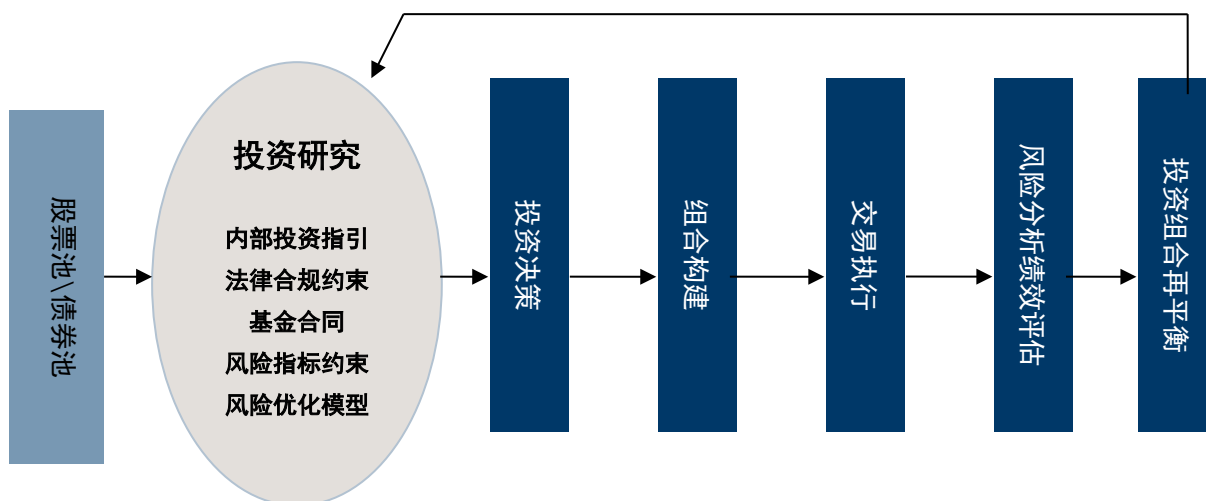 股票池\债券池
投资研究
内部投资指引
法律合规约束
基金合同
风险指标约束
风险优化模型
投资决策
组合构建
交易执行
风险分析绩效评估
投资组合再平衡